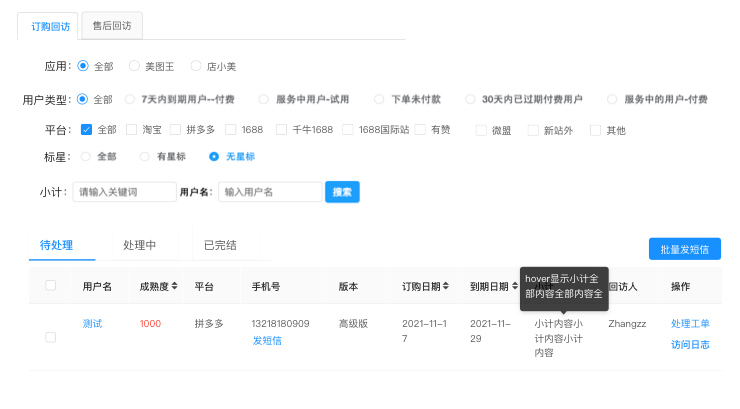 订购回访 售后回访
应用: 全部 美图王 店小美
用户类型: 全部 7天内到期用户--付费 服务中用户-试用 下单未付款 30天内已过期付费用户 服务中的用户-付费
平台: 全部 淘宝 拼多多 1688 千牛1688 1688国际站 有赞 微盟 新站外 其他
标星: 全部 有星标 无星标
小计: 请输入关键词 用户名: 输入用户名 搜索
待处理 处理中 已完结 批量发短信
hover显示小计全
部内容全部内容全
用户名 成熟度 平台 手机号 版本 订购日期 到期日期 小计 回访人 操作
测试 1000 拼多多 13218180909 高级版 2021-11-1 2021-11- 小计内容小 Zhangzz 处理工单
发短信 7 29 计内容小计 访问日志
内容